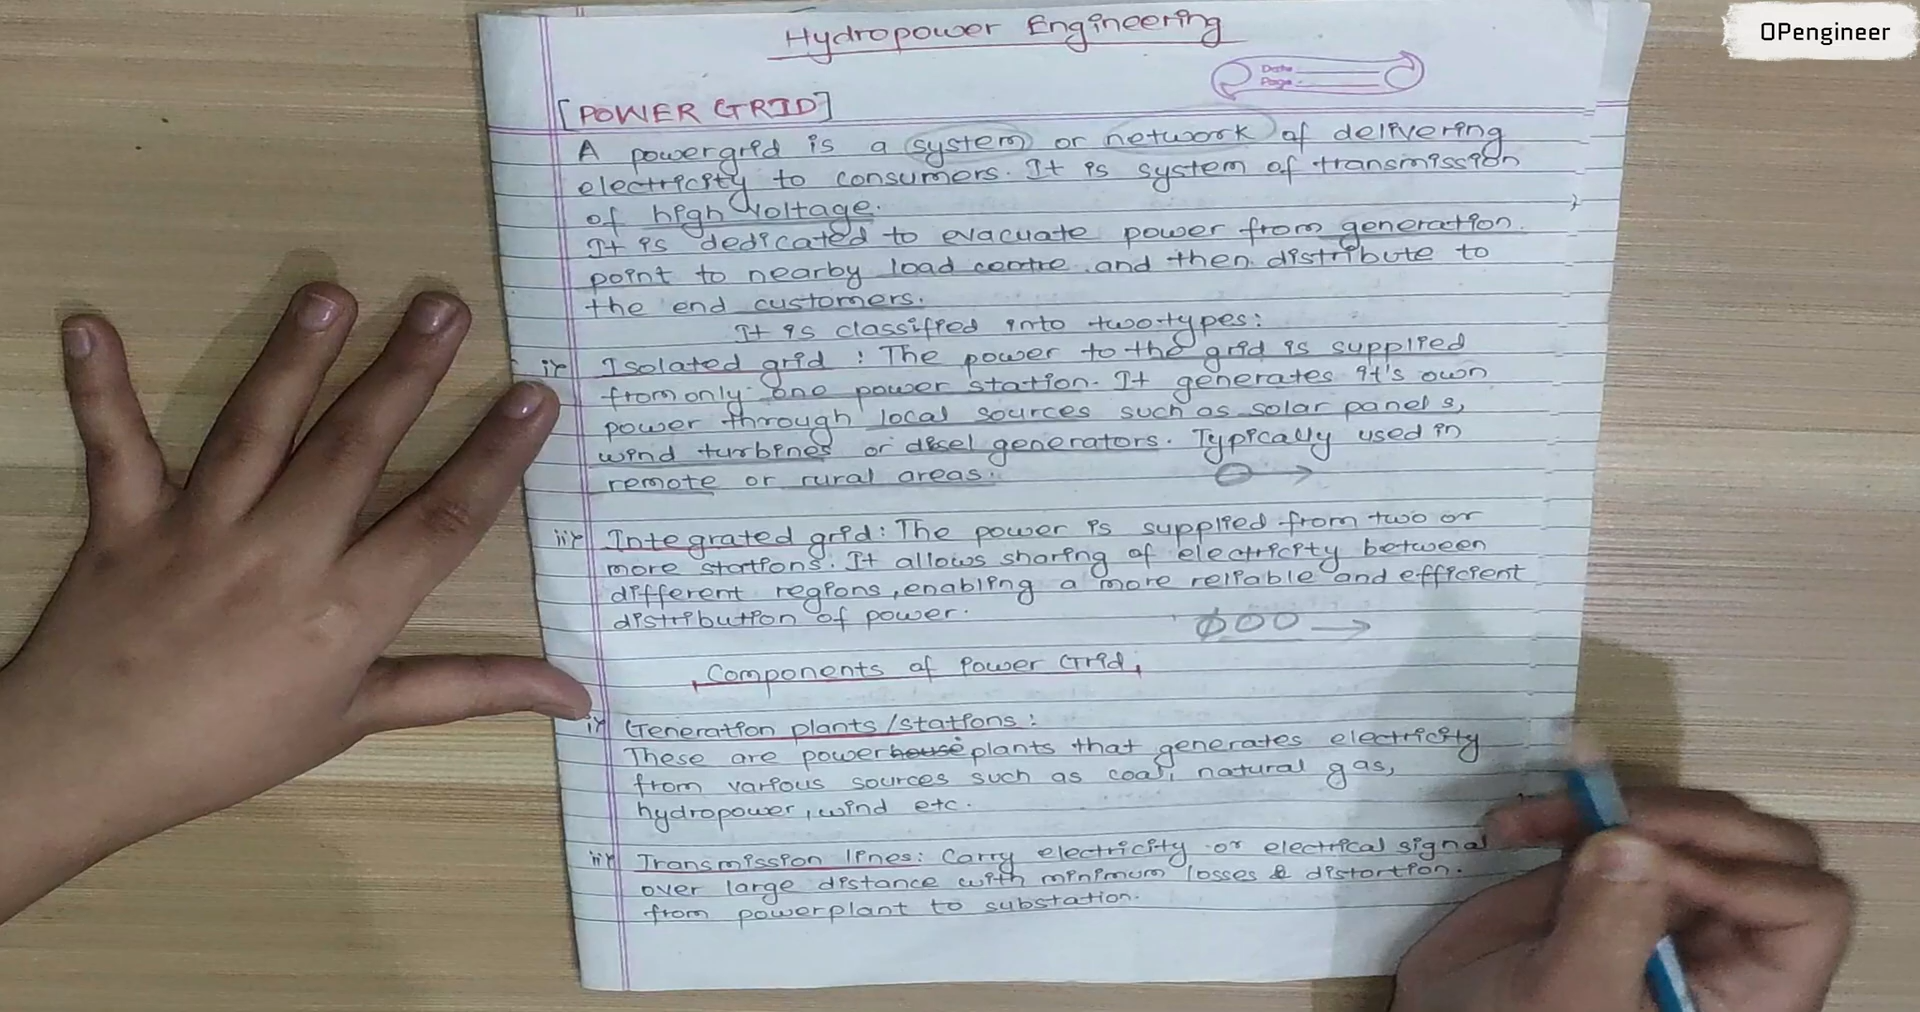 OPengineer
Hydropower Engineering
Date
Page
[POWER GRID]
A powergrid is a system or network of delivering
electricity to consumers. It is system of transmission
of high voltage.
It is dedicated to evacuate power from generation
point to nearby load centre and then distribute to
the end customers.
It is classified into two types:
i) Isolated grid : The power to the grid is supplied
from only one power station. It generates it's own
power through local sources such as solar panels,
wind turbines or disel generators. Typically used in
remote or rural areas.
ii) Integrated grid: The power is supplied from two or
more stations. It allows sharing of electricity between
different regions, enabling a more reliable and efficient
distribution of power.
Components of Power Grid
i) Generation plants/stations:
These are powerhouse plants that generates electricity
from various sources such as coal, natural gas,
hydropower, wind etc.
ii) Transmission lines: Carry electricity or electrical signal
over large distance with minimum losses & distortion.
from powerplant to substation.